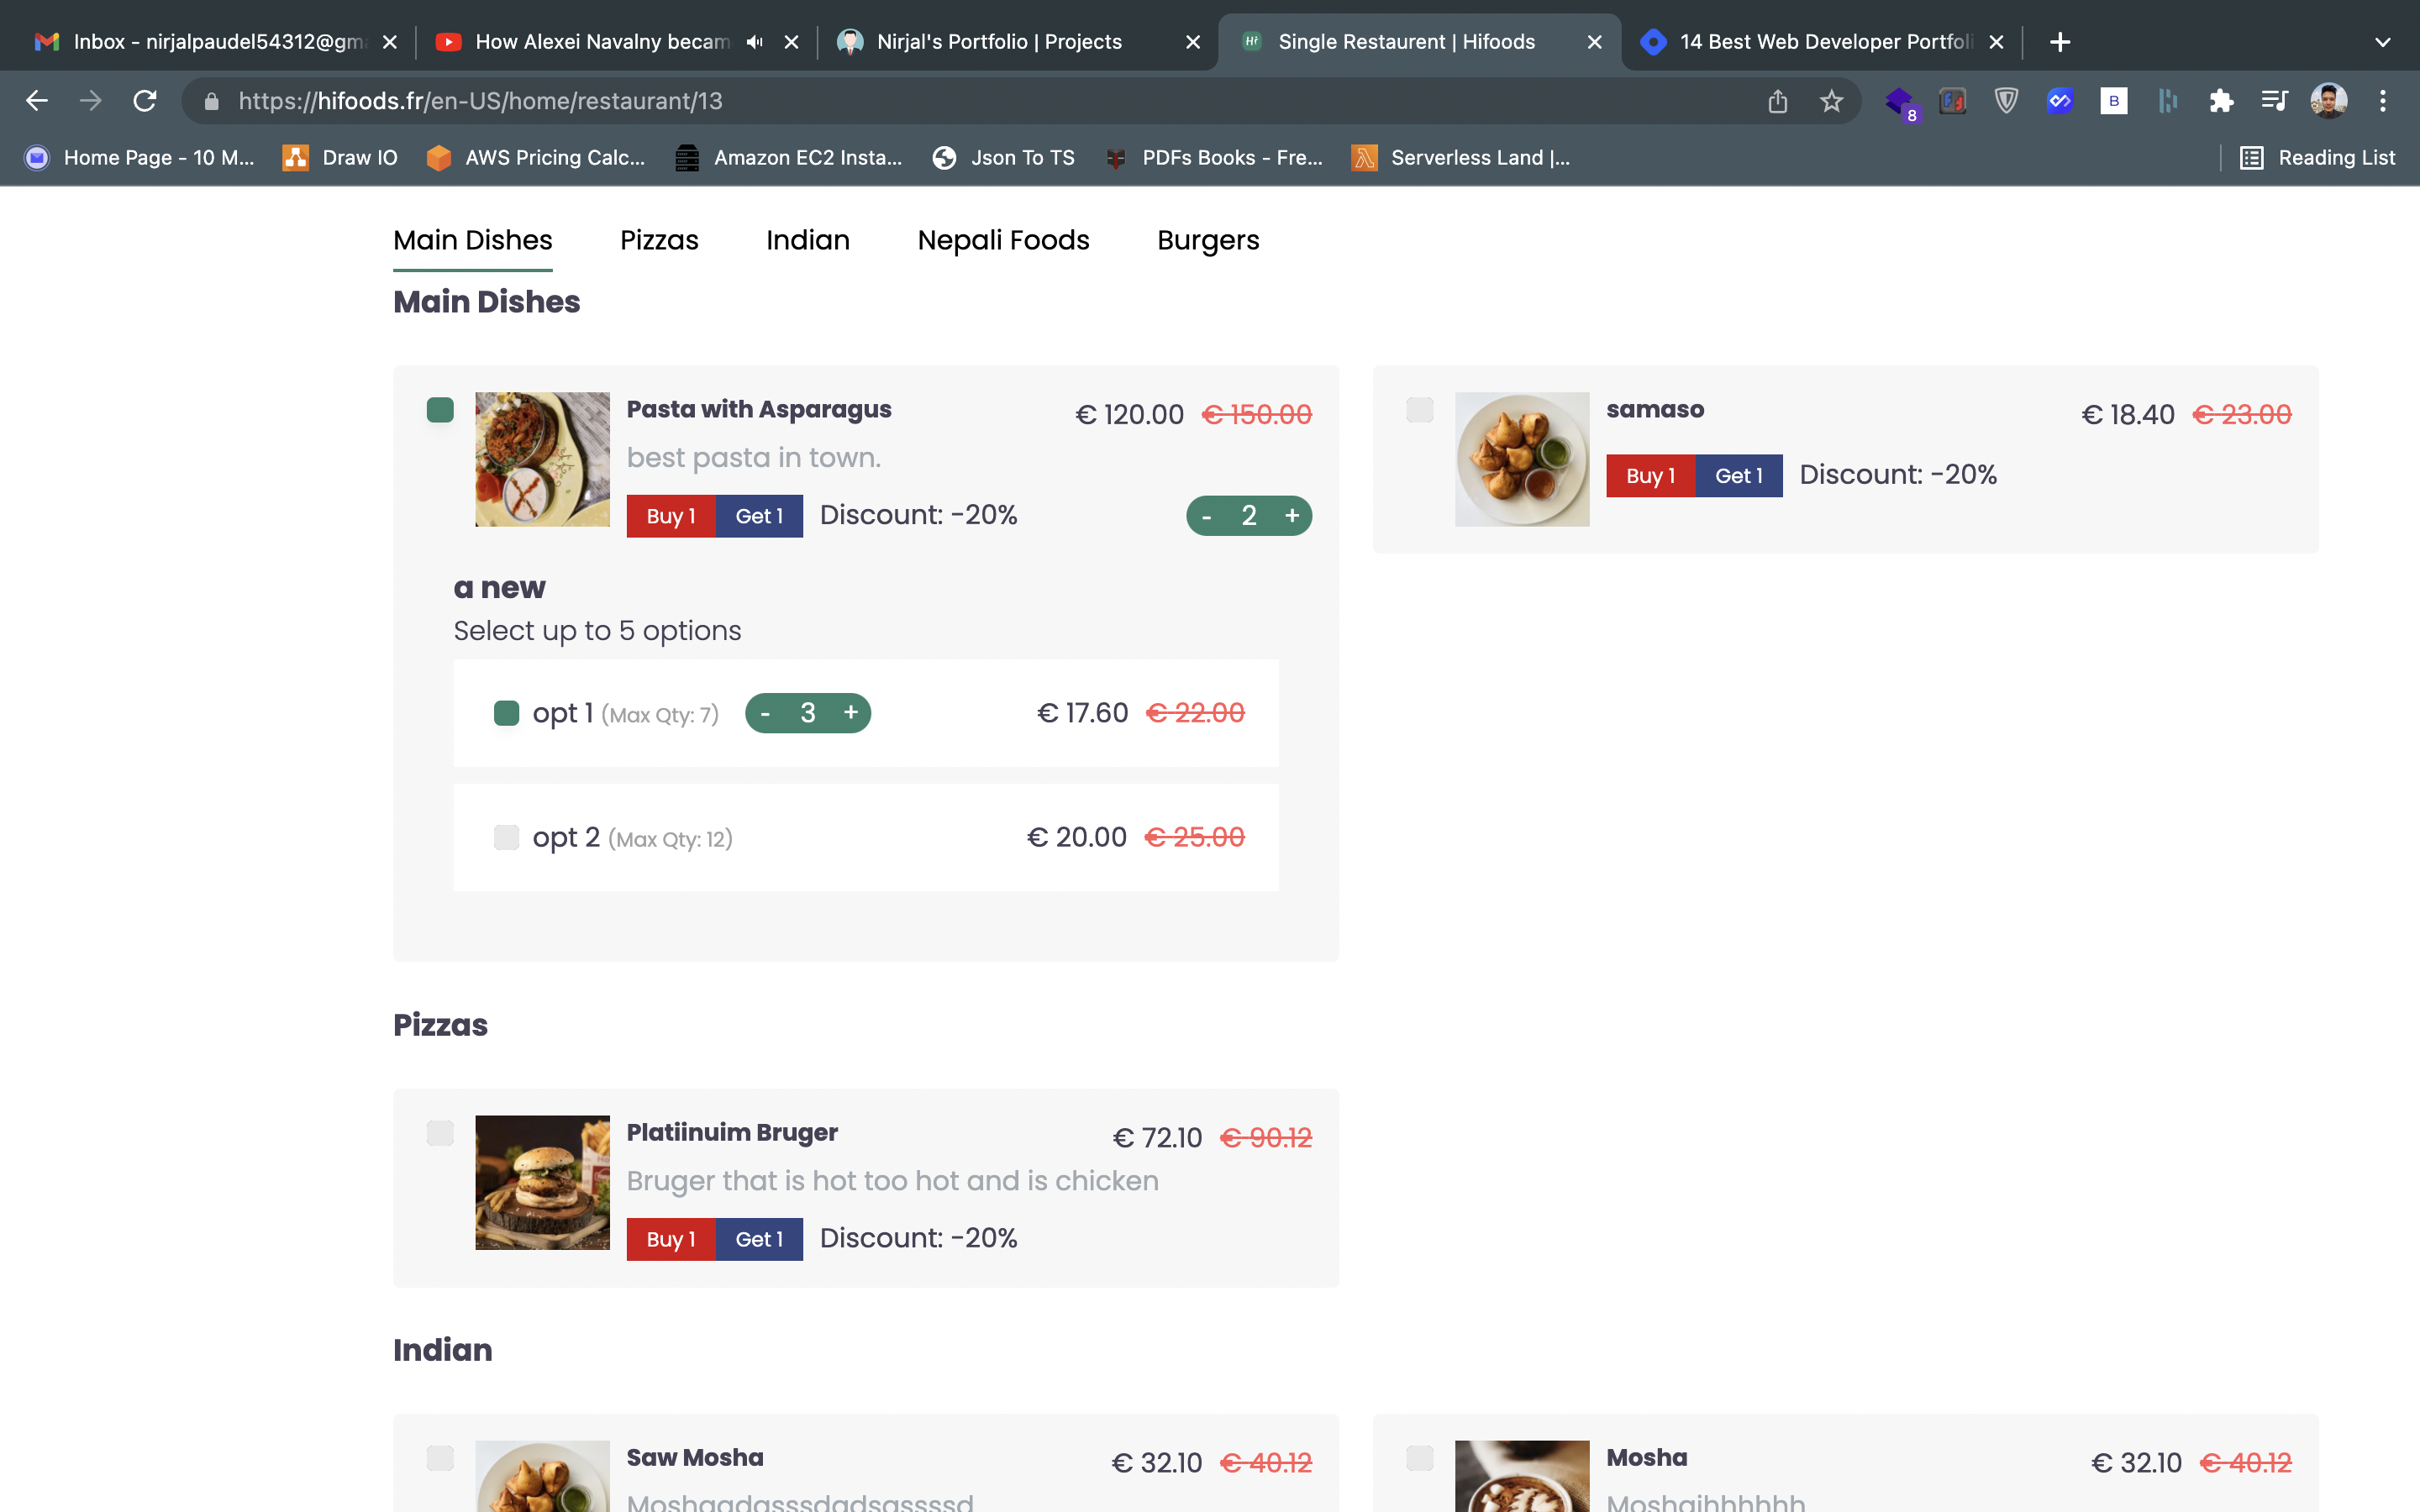 Inbox - nirjalpaudel54312@gm
How Alexei Navalny becam
Nirjal's Portfolio | Projects
Single Restaurent | Hifoods
14 Best Web Developer Portfoli
https://hifoods.fr/en-US/home/restaurant/13
8
B
Home Page - 10 M...
Draw IO
AWS Pricing Calc...
Amazon EC2 Insta...
Json To TS
PDFs Books - Fre...
Serverless Land |...
Reading List
Main Dishes
Pizzas
Indian
Nepali Foods
Burgers
Main Dishes
Pasta with Asparagus
€ 120.00 € 150.00
best pasta in town.
Buy 1 Get 1 Discount: -20%
- 2 +
a new
Select up to 5 options
opt 1 (Max Qty: 7) - 3 + € 17.60 € 22.00
opt 2 (Max Qty: 12) € 20.00 € 25.00
samaso
€ 18.40 € 23.00
Buy 1 Get 1 Discount: -20%
Pizzas
Platiinuim Bruger
€ 72.10 € 90.12
Bruger that is hot too hot and is chicken
Buy 1 Get 1 Discount: -20%
Indian
Saw Mosha
€ 32.10 € 40.12
Mosha
€ 32.10 € 40.12